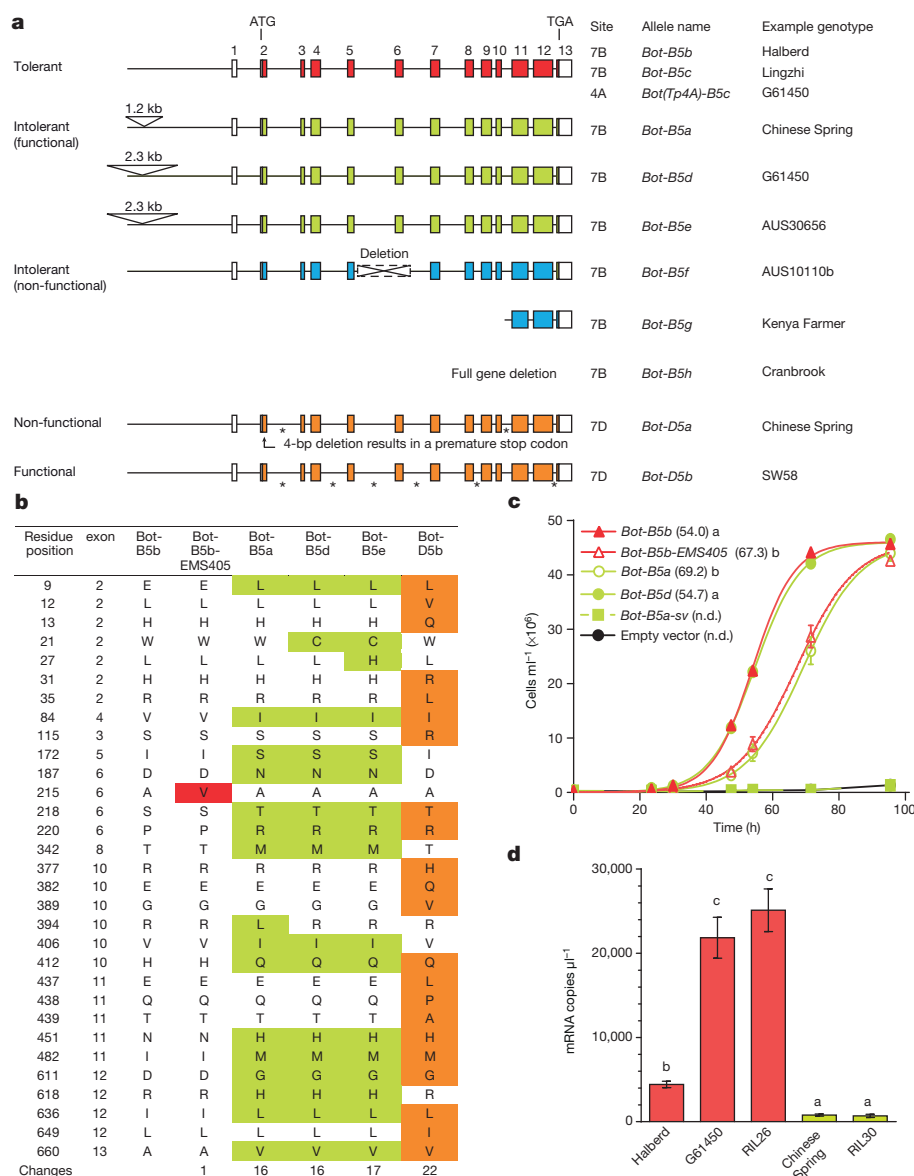 a
ATG TGA Site Allele name Example genotype
1 2 3 4 5 6 7 8 9 10 11 12 13
Tolerant 7B Bot-B5b Halberd
7B Bot-B5c Lingzhi
4A Bot(Tp4A)-B5c G61450
1.2 kb
Intolerant (functional) 7B Bot-B5a Chinese Spring
2.3 kb
7B Bot-B5d G61450
2.3 kb
7B Bot-B5e AUS30656
Deletion
Intolerant (non-functional) 7B Bot-B5f AUS10110b
7B Bot-B5g Kenya Farmer
Full gene deletion 7B Bot-B5h Cranbrook
Non-functional 7D Bot-D5a Chinese Spring
* *
4-bp deletion results in a premature stop codon
Functional 7D Bot-D5b SW58
* * * * * *
b
Residue position exon Bot-B5b Bot-B5b-EMS405 Bot-B5a Bot-B5d Bot-B5e Bot-D5b
9 2 E E L L L L
12 2 L L L L L V
13 2 H H H H H Q
21 2 W W W C C W
27 2 L L L L H L
31 2 H H H H H R
35 2 R R R R R L
84 4 V V I I I I
115 3 S S S S S R
172 5 I I S S S I
187 6 D D N N N D
215 6 A V A A A A
218 6 S S T T T T
220 6 P P R R R R
342 8 T T M M M T
377 10 R R R R R H
382 10 E E E E E Q
389 10 G G G G G V
394 10 R R L R R R
406 10 V V I I I V
412 10 H H Q Q Q Q
437 11 E E E E E L
438 11 Q Q Q Q Q P
439 11 T T T T T A
451 11 N N H H H H
482 11 I I M M M M
611 12 D D G G G G
618 12 R R H H H R
636 12 I I L L L L
649 12 L L L L L I
660 13 A A V V V V
Changes 1 16 16 17 22
c
Cells ml−1 (×10⁶)
60
50
40
30
20
10
0
Bot-B5b (54.0) a
Bot-B5b-EMS405 (67.3) b
Bot-B5a (69.2) b
Bot-B5d (54.7) a
Bot-B5a-sv (n.d.)
Empty vector (n.d.)
0 20 40 60 80 100
Time (h)
d
mRNA copies µl−1
30,000
20,000
10,000
0
b c c a a
Halberd G61450 RIL26 Chinese Spring RIL30